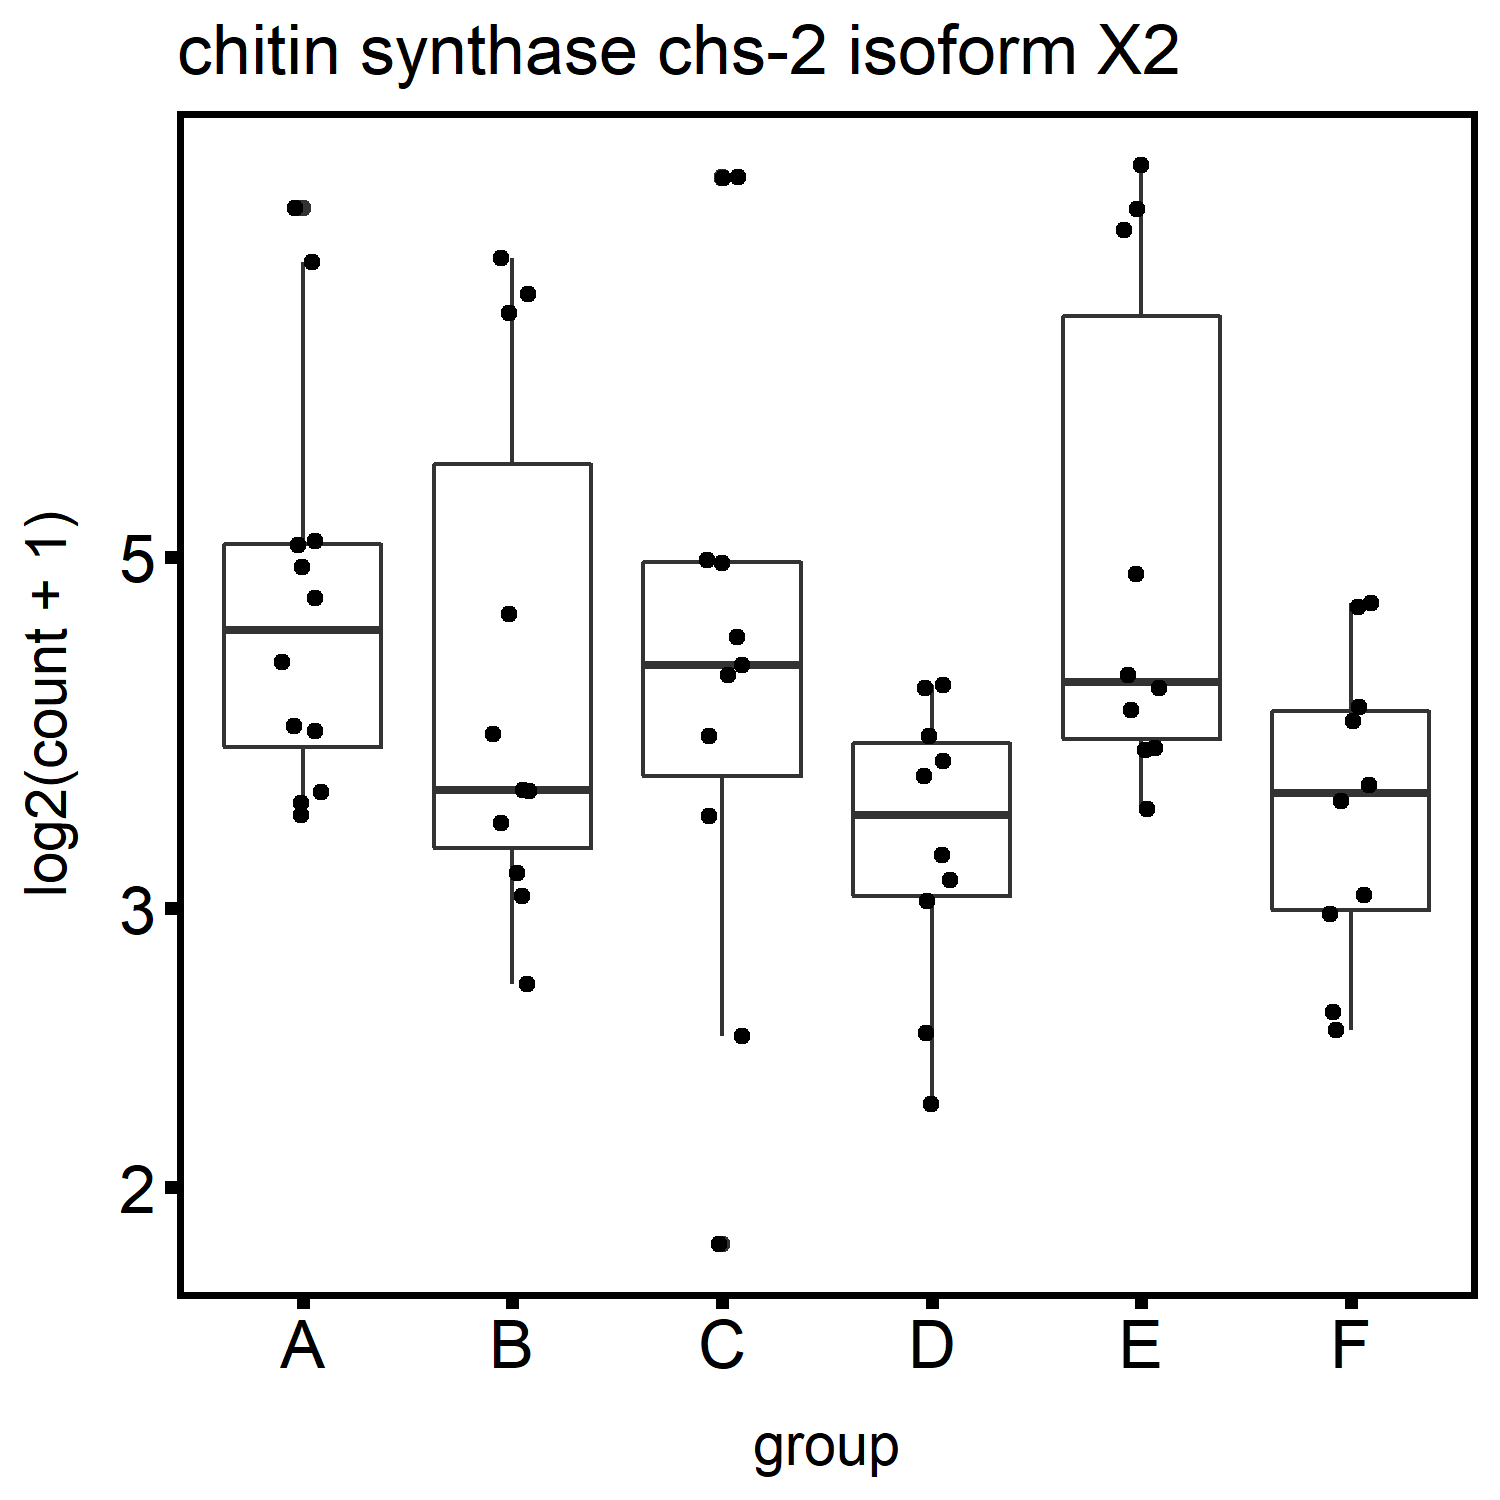 chitin synthase chs-2 isoform X2
log2(count + 1)
5
3
2
A B C D E F
group